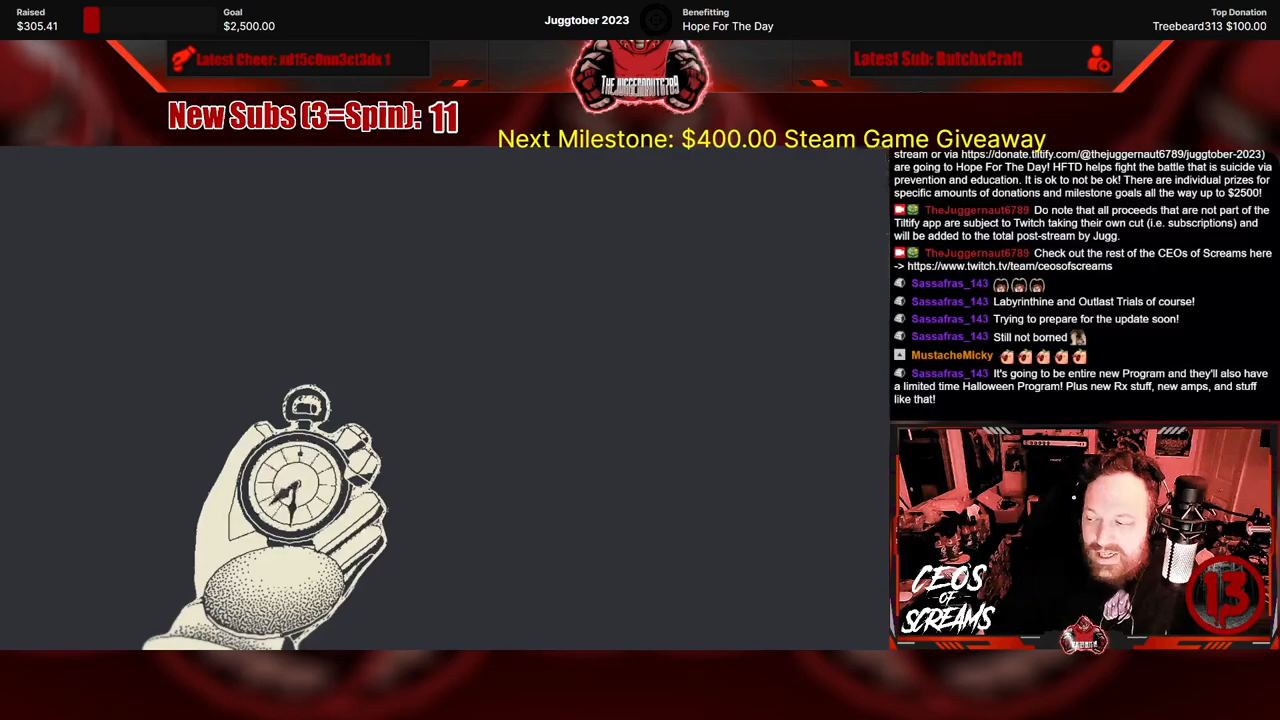 Raised
$305.41
Goal
$2,500.00
Juggtober 2023
Benefitting
Hope For The Day
Top Donation
Treebeard313 $100.00
Latest Cheer: xd15c0nn3ct3dx 1
THEJUGGERNAUT6789
Latest Sub: ButchxCraft
New Subs (3=Spin): 11
Next Milestone: $400.00 Steam Game Giveaway
stream or via https://donate.tiltify.com/@thejuggernaut6789/juggtober-2023)
are going to Hope For The Day! HFTD helps fight the battle that is suicide via
prevention and education. It is ok to not be ok! There are individual prizes for
specific amounts of donations and milestone goals all the way up to $2500!
TheJuggernaut6789 Do note that all proceeds that are not part of the
Tiltify app are subject to Twitch taking their own cut (i.e. subscriptions) and
will be added to the total post-stream by Jugg.
TheJuggernaut6789 Check out the rest of the CEOs of Screams here
-> https://www.twitch.tv/team/ceosofscreams
Sassafras_143
Sassafras_143 Labyrinthine and Outlast Trials of course!
Sassafras_143 Trying to prepare for the update soon!
Sassafras_143 Still not borned
MustacheMicky
Sassafras_143 It's going to be entire new Program and they'll also have
a limited time Halloween Program! Plus new Rx stuff, new amps, and stuff
like that!
CEOS
OF
SCREAMS
13